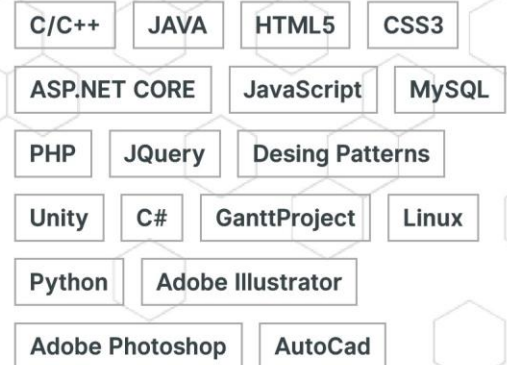 C/C++ JAVA HTML5 CSS3
ASP.NET CORE JavaScript MySQL
PHP JQuery Desing Patterns
Unity C# GanttProject Linux
Python Adobe Illustrator
Adobe Photoshop AutoCad